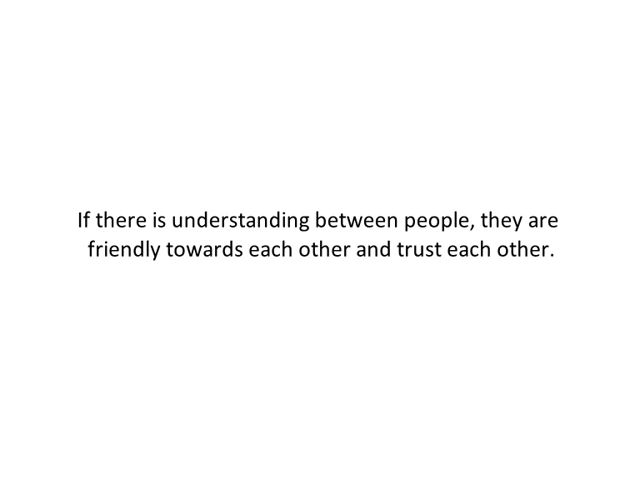 If there is understanding between people, they are
friendly towards each other and trust each other.